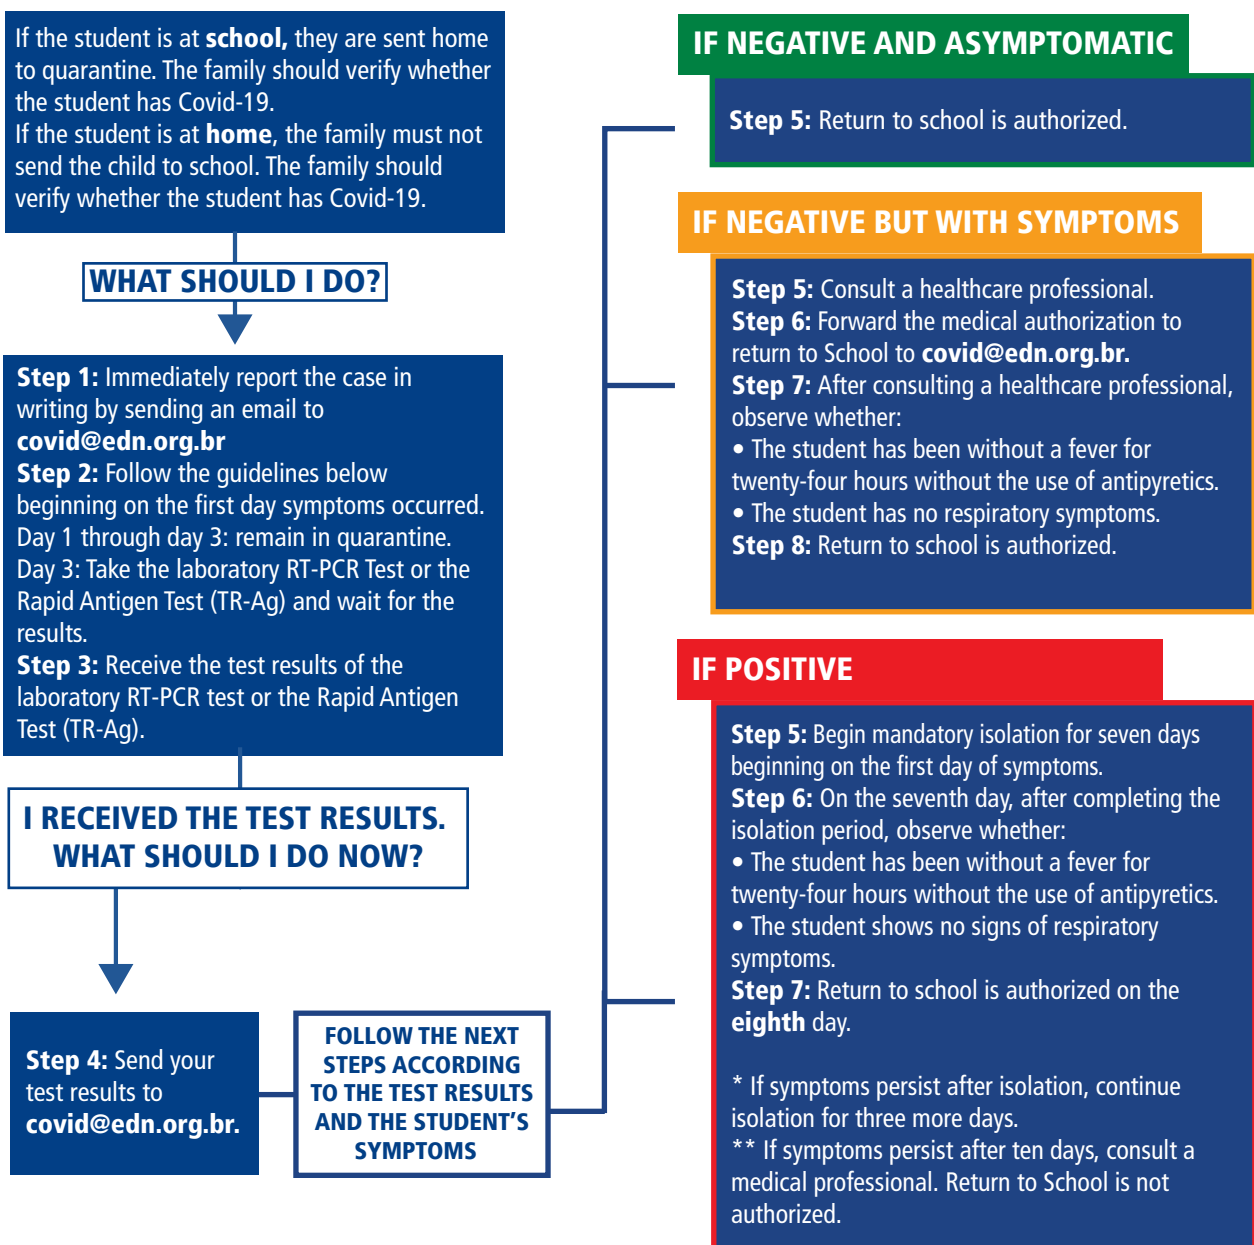 If the student is at school, they are sent home
to quarantine. The family should verify whether
the student has Covid-19.
If the student is at home, the family must not
send the child to school. The family should
verify whether the student has Covid-19.
WHAT SHOULD I DO?
Step 1: Immediately report the case in
writing by sending an email to
covid@edn.org.br
Step 2: Follow the guidelines below
beginning on the first day symptoms occurred.
Day 1 through day 3: remain in quarantine.
Day 3: Take the laboratory RT-PCR Test or the
Rapid Antigen Test (TR-Ag) and wait for the
results.
Step 3: Receive the test results of the
laboratory RT-PCR test or the Rapid Antigen
Test (TR-Ag).
I RECEIVED THE TEST RESULTS.
WHAT SHOULD I DO NOW?
Step 4: Send your
test results to
covid@edn.org.br.
FOLLOW THE NEXT
STEPS ACCORDING
TO THE TEST RESULTS
AND THE STUDENT'S
SYMPTOMS
IF NEGATIVE AND ASYMPTOMATIC
Step 5: Return to school is authorized.
IF NEGATIVE BUT WITH SYMPTOMS
Step 5: Consult a healthcare professional.
Step 6: Forward the medical authorization to
return to School to covid@edn.org.br.
Step 7: After consulting a healthcare professional,
observe whether:
• The student has been without a fever for
twenty-four hours without the use of antipyretics.
• The student has no respiratory symptoms.
Step 8: Return to school is authorized.
IF POSITIVE
Step 5: Begin mandatory isolation for seven days
beginning on the first day of symptoms.
Step 6: On the seventh day, after completing the
isolation period, observe whether:
• The student has been without a fever for
twenty-four hours without the use of antipyretics.
• The student shows no signs of respiratory
symptoms.
Step 7: Return to school is authorized on the
eighth day.
* If symptoms persist after isolation, continue
isolation for three more days.
** If symptoms persist after ten days, consult a
medical professional. Return to School is not
authorized.